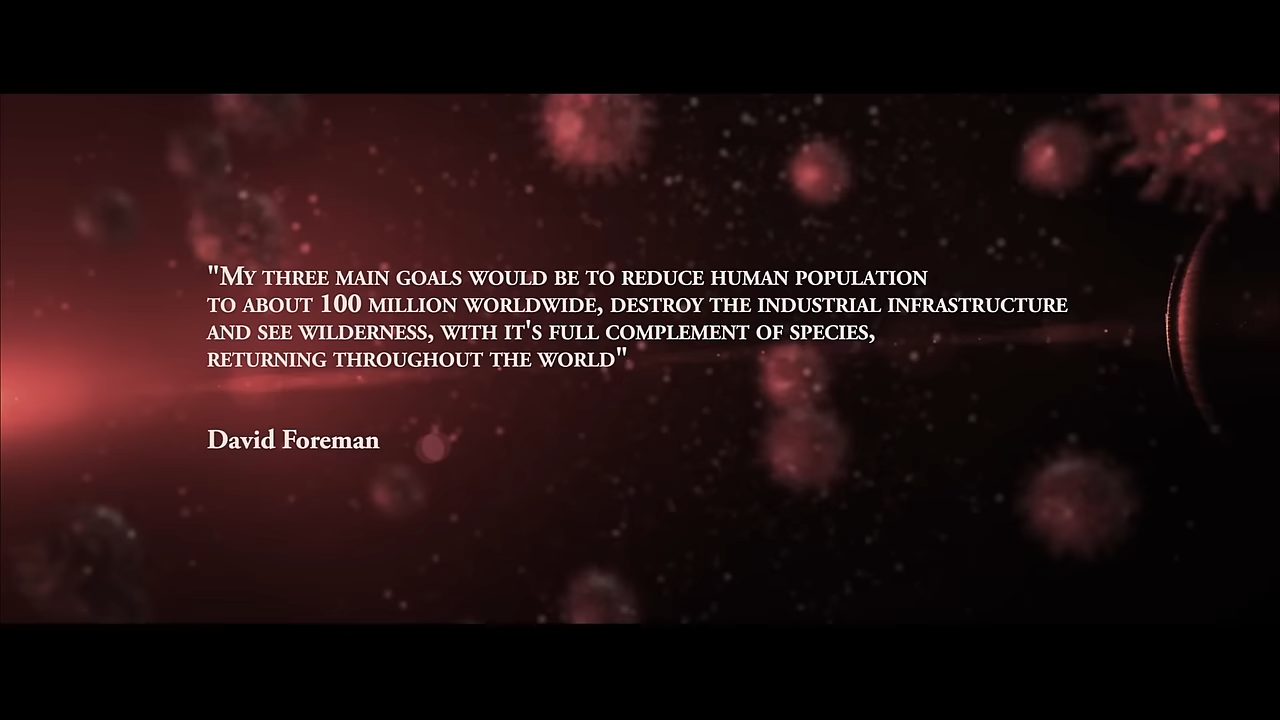 "My three main goals would be to reduce human population
to about 100 million worldwide, destroy the industrial infrastructure
and see wilderness, with it's full complement of species,
returning throughout the world"
David Foreman